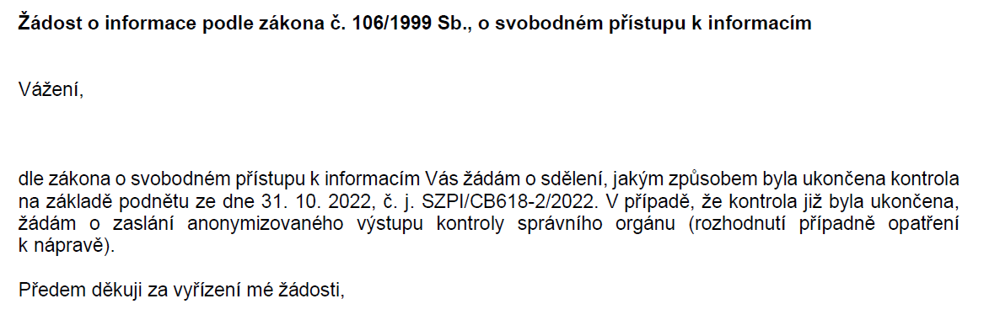 Žádost o informace podle zákona č. 106/1999 Sb., o svobodném přístupu k informacím
Vážení,
dle zákona o svobodném přístupu k informacím Vás žádám o sdělení, jakým způsobem byla ukončena kontrola
na základě podnětu ze dne 31. 10. 2022, č. j. SZPI/CB618-2/2022. V případě, že kontrola již byla ukončena,
žádám o zaslání anonymizovaného výstupu kontroly správního orgánu (rozhodnutí případně opatření
k nápravě).
Předem děkuji za vyřízení mé žádosti,